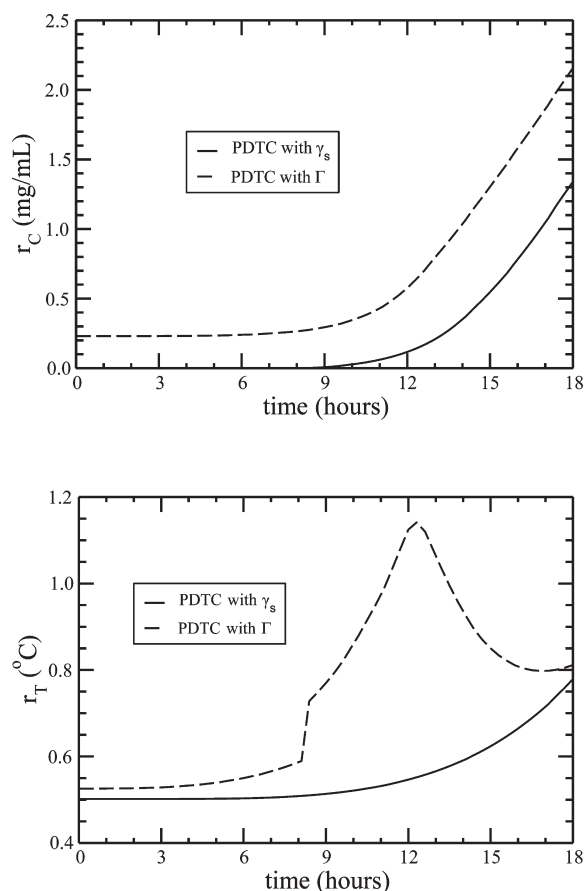 2.5
2.0
1.5
1.0
0.5
0.0
r_C (mg/mL)
PDTC with γ_s
PDTC with Γ
0 3 6 9 12 15 18
time (hours)
1.2
1.0
0.8
0.6
0.4
r_T (°C)
PDTC with γ_s
PDTC with Γ
0 3 6 9 12 15 18
time (hours)